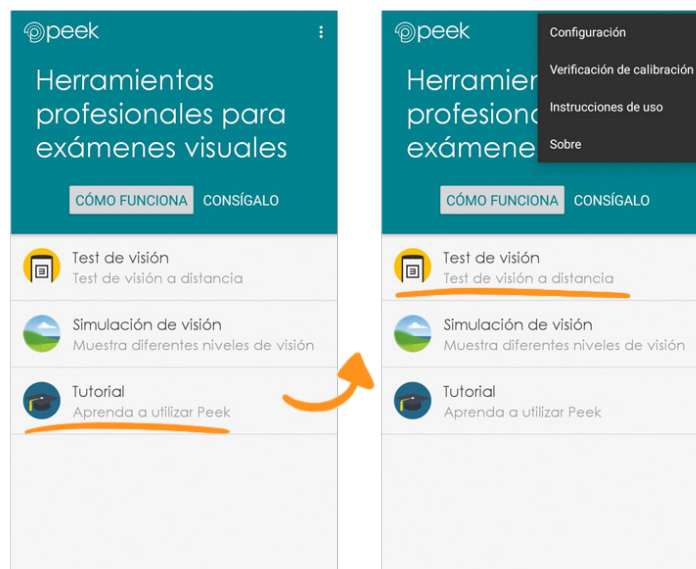 peek
Herramientas
profesionales para
exámenes visuales
CÓMO FUNCIONA CONSÍGALO
Test de visión
Test de visión a distancia
Simulación de visión
Muestra diferentes niveles de visión
Tutorial
Aprenda a utilizar Peek
peek
Configuración
Verificación de calibración
Instrucciones de uso
Sobre
Herramien
profesiona
exámene
CÓMO FUNCIONA CONSÍGALO
Test de visión
Test de visión a distancia
Simulación de visión
Muestra diferentes niveles de visión
Tutorial
Aprenda a utilizar Peek